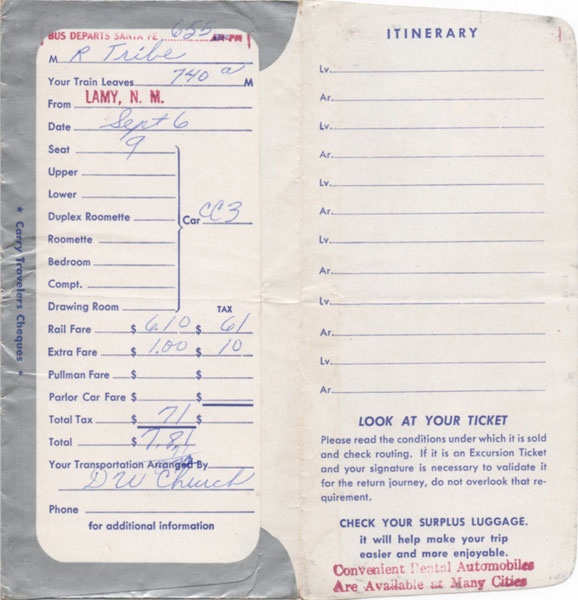 BUS DEPARTS SANTA FE 655 AM-PM
M R Tribe
Your Train Leaves 740 a M
From LAMY, N. M.
Date Sept 6
Seat 9
Upper
Lower
Duplex Roomette
Roomette
Bedroom
Compt.
Drawing Room
Car CC3
TAX
Rail Fare $ 6.10 $ 61
Extra Fare $ 1.00 $ 10
Pullman Fare $ $
Parlor Car Fare $
Total Tax $ 71 $
Total $ 7.81
Your Transportation Arranged By
D W Church
Phone
for additional information
* Carry Travelers Cheques *
ITINERARY
Lv.
Ar.
Lv.
Ar.
Lv.
Ar.
Lv.
Ar.
Lv.
Ar.
Lv.
Ar.
LOOK AT YOUR TICKET
Please read the conditions under which it is sold
and check routing. If it is an Excursion Ticket
and your signature is necessary to validate it
for the return journey, do not overlook that re-
quirement.
CHECK YOUR SURPLUS LUGGAGE.
it will help make your trip
easier and more enjoyable.
Convenient Rental Automobiles
Are Available at Many Cities